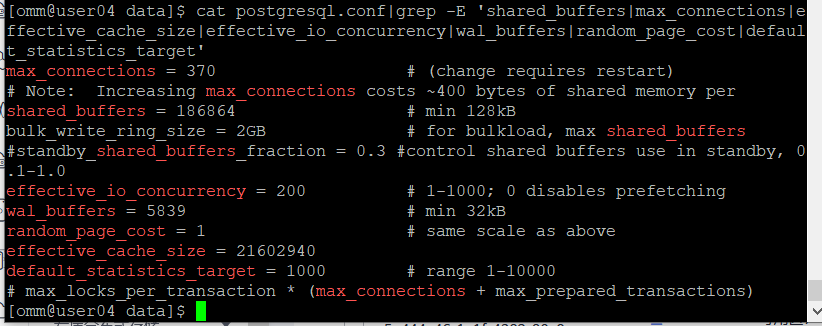 [omm@user04 data]$ cat postgresql.conf|grep -E 'shared_buffers|max_connections|e
ffective_cache_size|effective_io_concurrency|wal_buffers|random_page_cost|defaul
t_statistics_target'
max_connections = 370 # (change requires restart)
# Note:  Increasing max_connections costs ~400 bytes of shared memory per
shared_buffers = 186864 # min 128kB
bulk_write_ring_size = 2GB # for bulkload, max shared_buffers
#standby_shared_buffers_fraction = 0.3 #control shared buffers use in standby, 0
.1-1.0
effective_io_concurrency = 200 # 1-1000; 0 disables prefetching
wal_buffers = 5839 # min 32kB
random_page_cost = 1 # same scale as above
effective_cache_size = 21602940
default_statistics_target = 1000 # range 1-10000
# max_locks_per_transaction * (max_connections + max_prepared_transactions)
[omm@user04 data]$